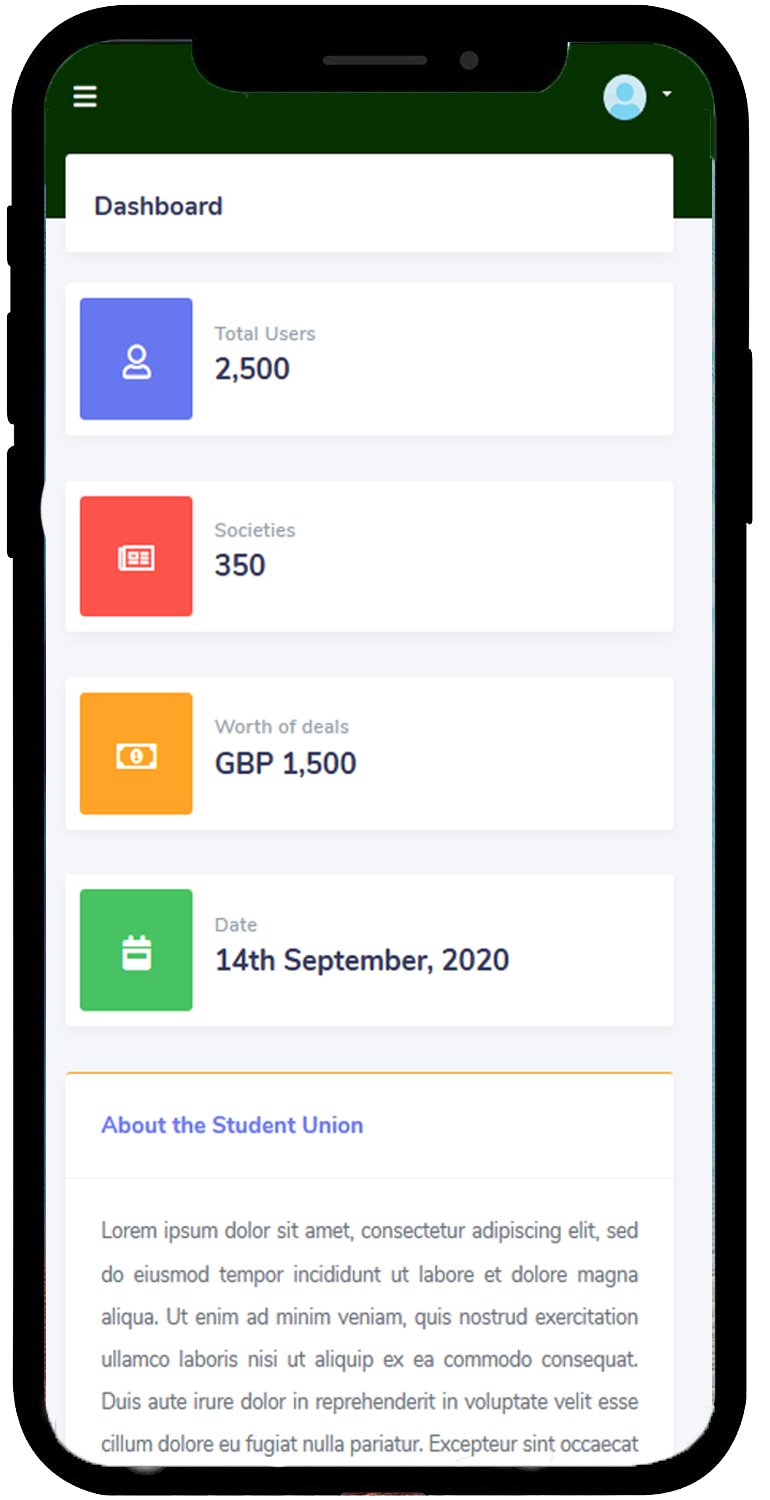 Dashboard
Total Users
2,500
Societies
350
Worth of deals
GBP 1,500
Date
14th September, 2020
About the Student Union
Lorem ipsum dolor sit amet, consectetur adipiscing elit, sed
do eiusmod tempor incididunt ut labore et dolore magna
aliqua. Ut enim ad minim veniam, quis nostrud exercitation
ullamco laboris nisi ut aliquip ex ea commodo consequat.
Duis aute irure dolor in reprehenderit in voluptate velit esse
cillum dolore eu fugiat nulla pariatur. Excepteur sint occaecat